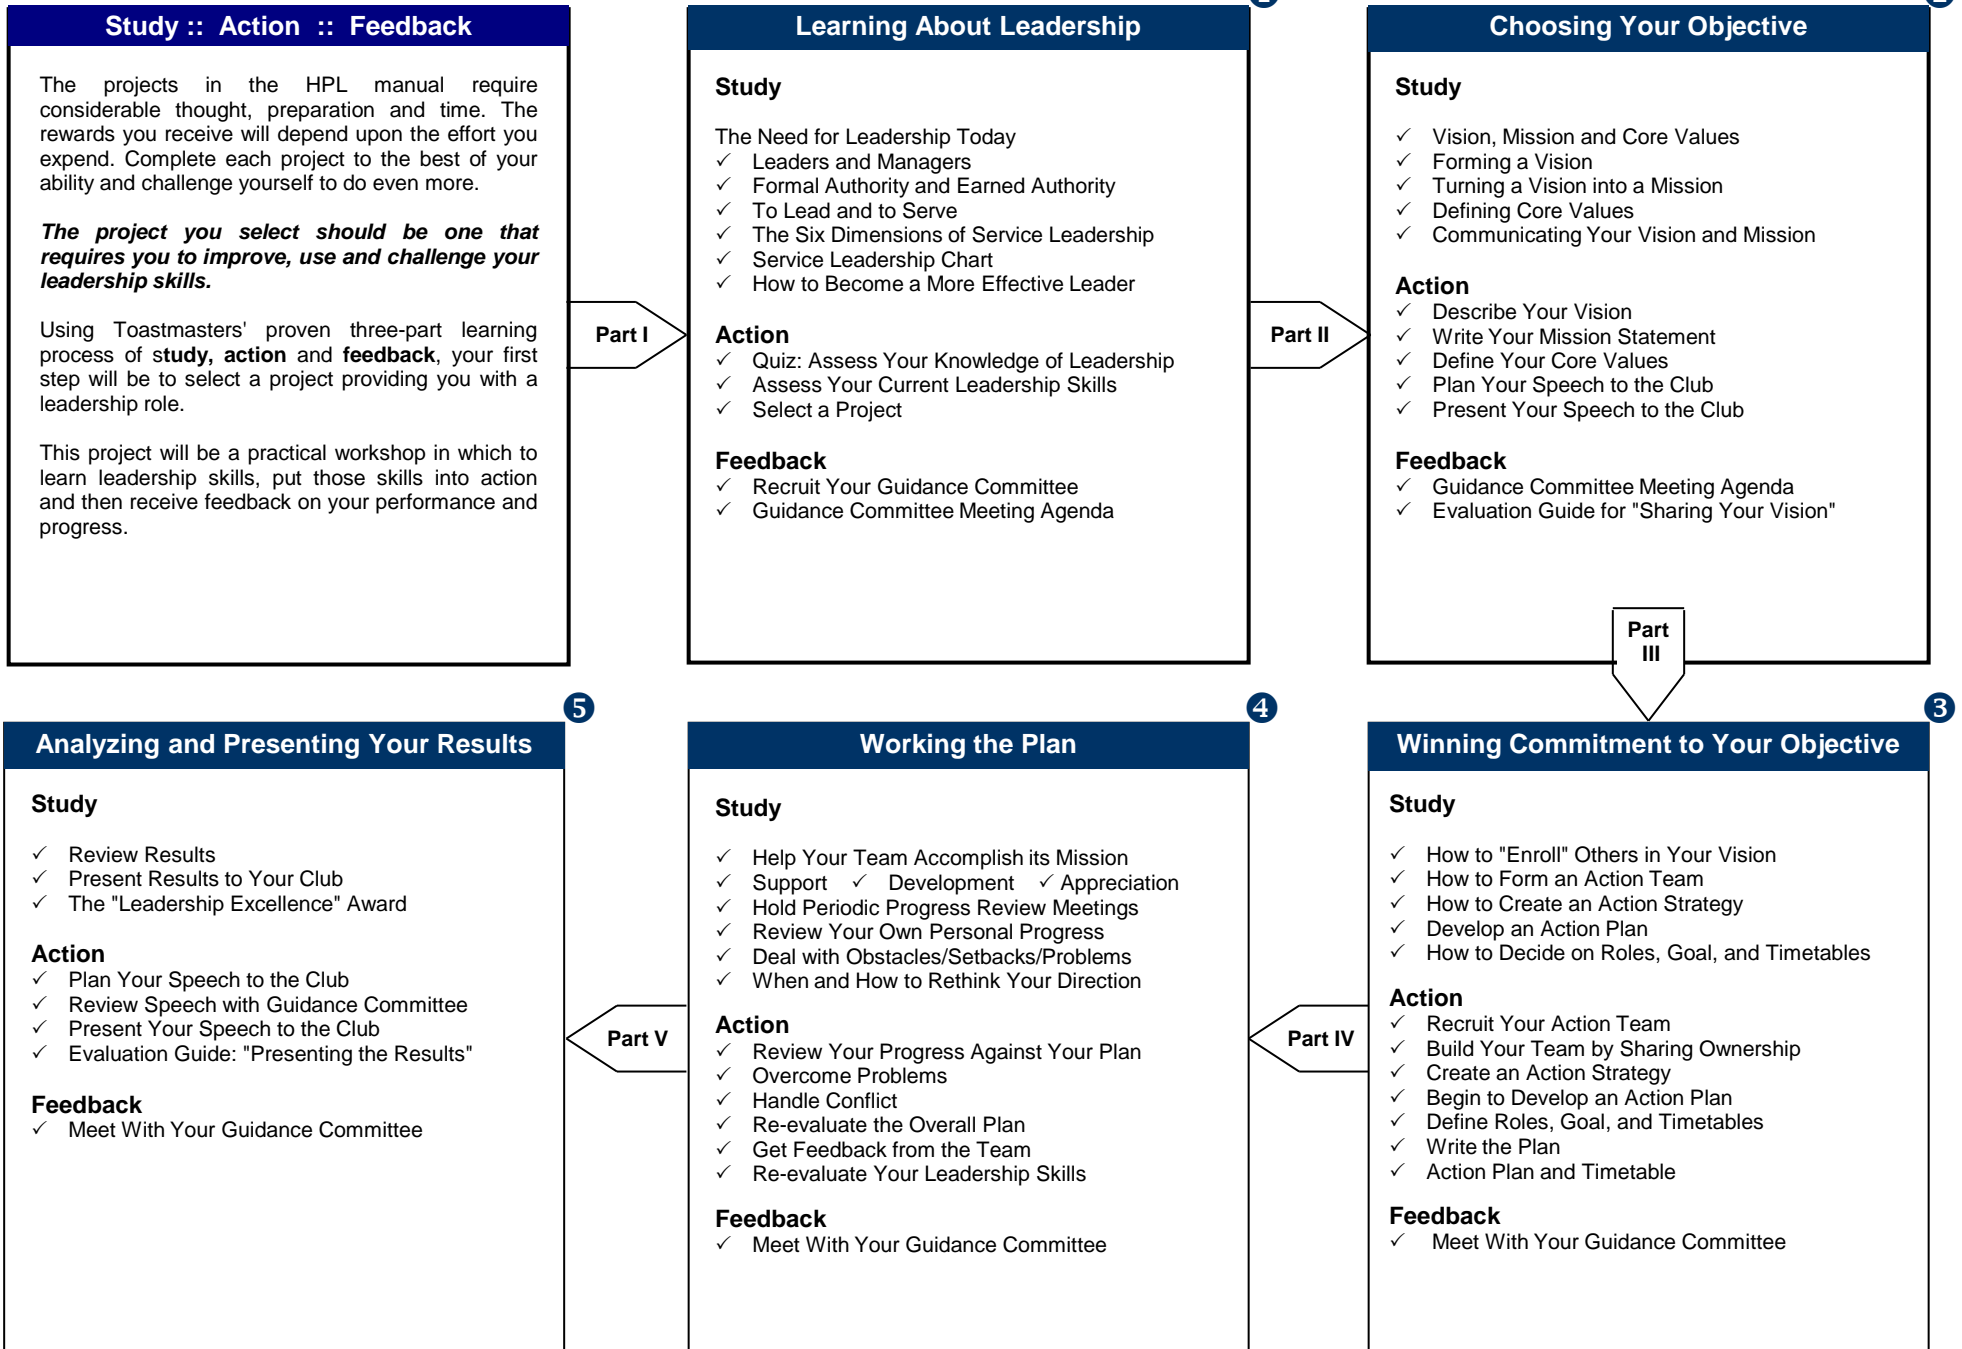 Study :: Action :: Feedback
The projects in the HPL manual require
considerable thought, preparation and time. The
rewards you receive will depend upon the effort you
expend. Complete each project to the best of your
ability and challenge yourself to do even more.
The project you select should be one that
requires you to improve, use and challenge your
leadership skills.
Using Toastmasters' proven three-part learning
process of study, action and feedback, your first
step will be to select a project providing you with a
leadership role.
This project will be a practical workshop in which to
learn leadership skills, put those skills into action
and then receive feedback on your performance and
progress.
Part I
Learning About Leadership
Study
The Need for Leadership Today
✓ Leaders and Managers
✓ Formal Authority and Earned Authority
✓ To Lead and to Serve
✓ The Six Dimensions of Service Leadership
✓ Service Leadership Chart
✓ How to Become a More Effective Leader
Action
✓ Quiz: Assess Your Knowledge of Leadership
✓ Assess Your Current Leadership Skills
✓ Select a Project
Feedback
✓ Recruit Your Guidance Committee
✓ Guidance Committee Meeting Agenda
Part II
Choosing Your Objective
Study
✓ Vision, Mission and Core Values
✓ Forming a Vision
✓ Turning a Vision into a Mission
✓ Defining Core Values
✓ Communicating Your Vision and Mission
Action
✓ Describe Your Vision
✓ Write Your Mission Statement
✓ Define Your Core Values
✓ Plan Your Speech to the Club
✓ Present Your Speech to the Club
Feedback
✓ Guidance Committee Meeting Agenda
✓ Evaluation Guide for "Sharing Your Vision"
Part
III
3
Winning Commitment to Your Objective
Study
✓ How to "Enroll" Others in Your Vision
✓ How to Form an Action Team
✓ How to Create an Action Strategy
✓ Develop an Action Plan
✓ How to Decide on Roles, Goal, and Timetables
Action
✓ Recruit Your Action Team
✓ Build Your Team by Sharing Ownership
✓ Create an Action Strategy
✓ Begin to Develop an Action Plan
✓ Define Roles, Goal, and Timetables
✓ Write the Plan
✓ Action Plan and Timetable
Feedback
✓ Meet With Your Guidance Committee
Part IV
4
Working the Plan
Study
✓ Help Your Team Accomplish its Mission
✓ Support ✓ Development ✓ Appreciation
✓ Hold Periodic Progress Review Meetings
✓ Review Your Own Personal Progress
✓ Deal with Obstacles/Setbacks/Problems
✓ When and How to Rethink Your Direction
Action
✓ Review Your Progress Against Your Plan
✓ Overcome Problems
✓ Handle Conflict
✓ Re-evaluate the Overall Plan
✓ Get Feedback from the Team
✓ Re-evaluate Your Leadership Skills
Feedback
✓ Meet With Your Guidance Committee
Part V
5
Analyzing and Presenting Your Results
Study
✓ Review Results
✓ Present Results to Your Club
✓ The "Leadership Excellence" Award
Action
✓ Plan Your Speech to the Club
✓ Review Speech with Guidance Committee
✓ Present Your Speech to the Club
✓ Evaluation Guide: "Presenting the Results"
Feedback
✓ Meet With Your Guidance Committee